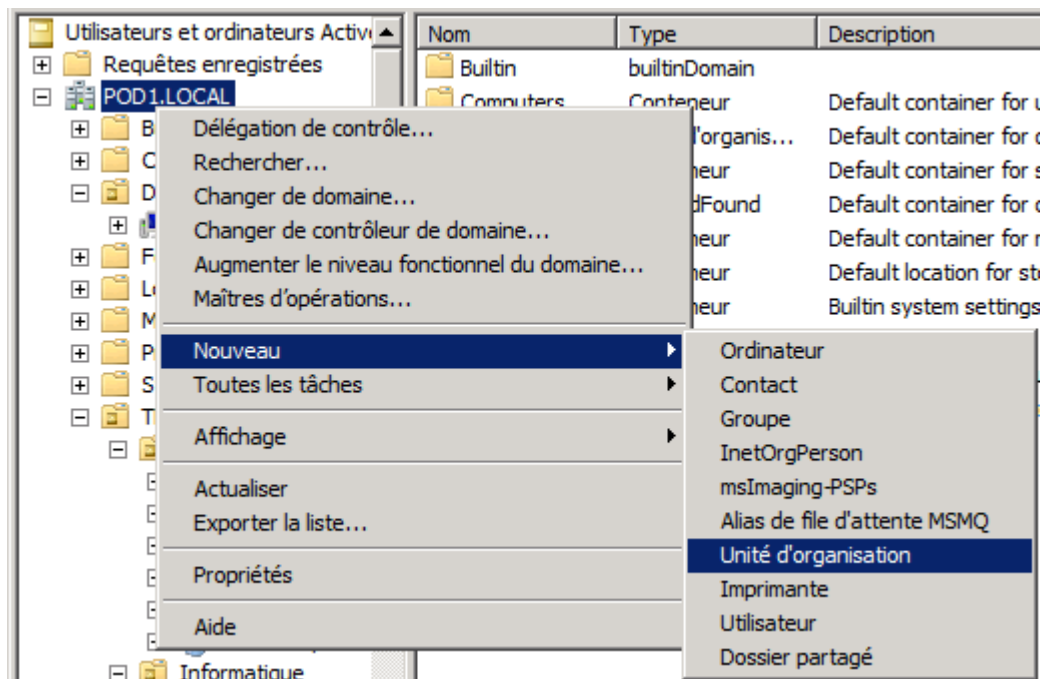 Utilisateurs et ordinateurs Active
Requêtes enregistrées
POD1.LOCAL
B
C
D
F
L
M
P
S
T
Informatique
Délégation de contrôle...
Rechercher...
Changer de domaine...
Changer de contrôleur de domaine...
Augmenter le niveau fonctionnel du domaine...
Maîtres d'opérations...
Nouveau
Toutes les tâches
Affichage
Actualiser
Exporter la liste...
Propriétés
Aide
Ordinateur
Contact
Groupe
InetOrgPerson
msImaging-PSPs
Alias de file d'attente MSMQ
Unité d'organisation
Imprimante
Utilisateur
Dossier partagé
Nom Type Description
Builtin builtinDomain
Computers Conteneur Default container for u
'organis... Default container for d
neur Default container for s
dFound Default container for o
neur Default container for m
neur Default location for sto
neur Builtin system settings